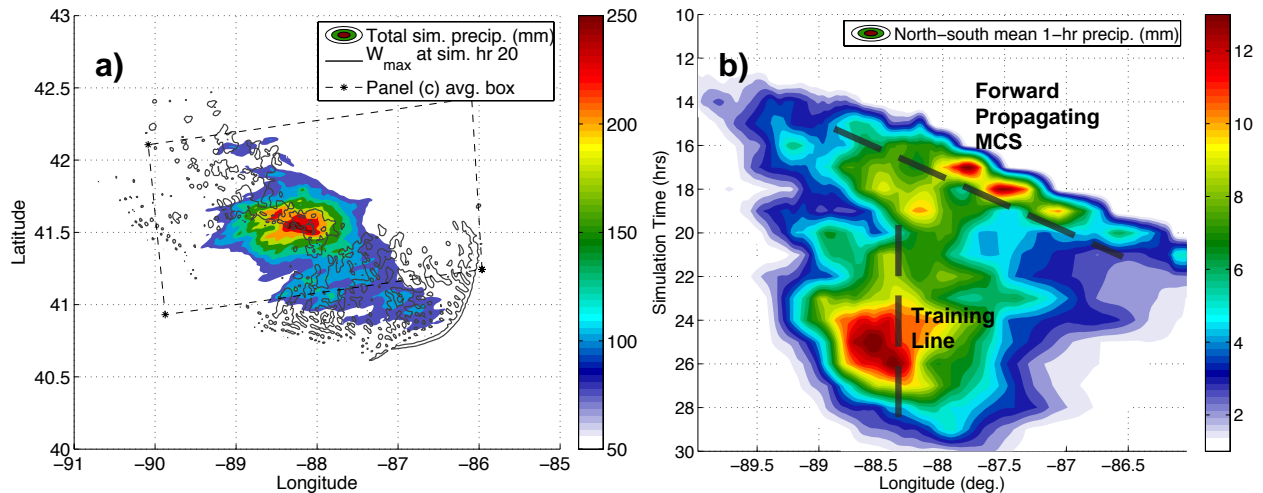 a)
Total sim. precip. (mm)
W_max at sim. hr 20
Panel (c) avg. box
43
42.5
42
41.5
41
40.5
40
Latitude
−91 −90 −89 −88 −87 −86 −85
Longitude
250
200
150
100
50
b)
North−south mean 1−hr precip. (mm)
Forward
Propagating
MCS
Training
Line
10
12
14
16
18
20
22
24
26
28
30
Simulation Time (hrs)
−89.5 −89 −88.5 −88 −87.5 −87 −86.5
Longitude (deg.)
12
10
8
6
4
2